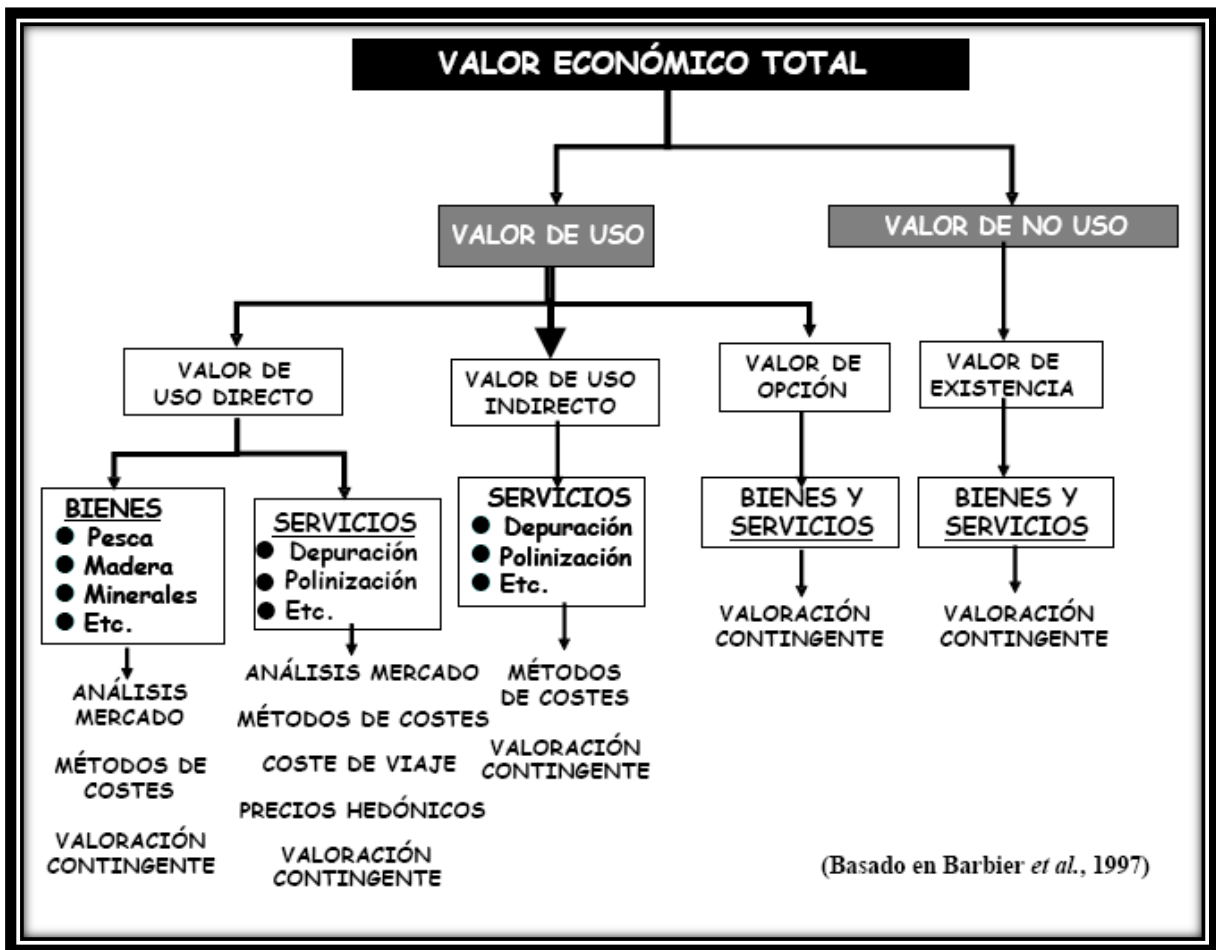 VALOR ECONÓMICO TOTAL
VALOR DE USO
VALOR DE NO USO
VALOR DE
USO DIRECTO
VALOR DE USO
INDIRECTO
VALOR DE
OPCIÓN
VALOR DE
EXISTENCIA
BIENES
● Pesca
● Madera
● Minerales
● Etc.
SERVICIOS
● Depuración
● Polinización
● Etc.
SERVICIOS
● Depuración
● Polinización
● Etc.
BIENES Y
SERVICIOS
BIENES Y
SERVICIOS
ANÁLISIS
MERCADO
MÉTODOS DE
COSTES
VALORACIÓN
CONTINGENTE
ANÁLISIS MERCADO
MÉTODOS DE COSTES
COSTE DE VIAJE
PRECIOS HEDÓNICOS
VALORACIÓN
CONTINGENTE
MÉTODOS
DE COSTES
VALORACIÓN
CONTINGENTE
VALORACIÓN
CONTINGENTE
VALORACIÓN
CONTINGENTE
(Basado en Barbier et al., 1997)